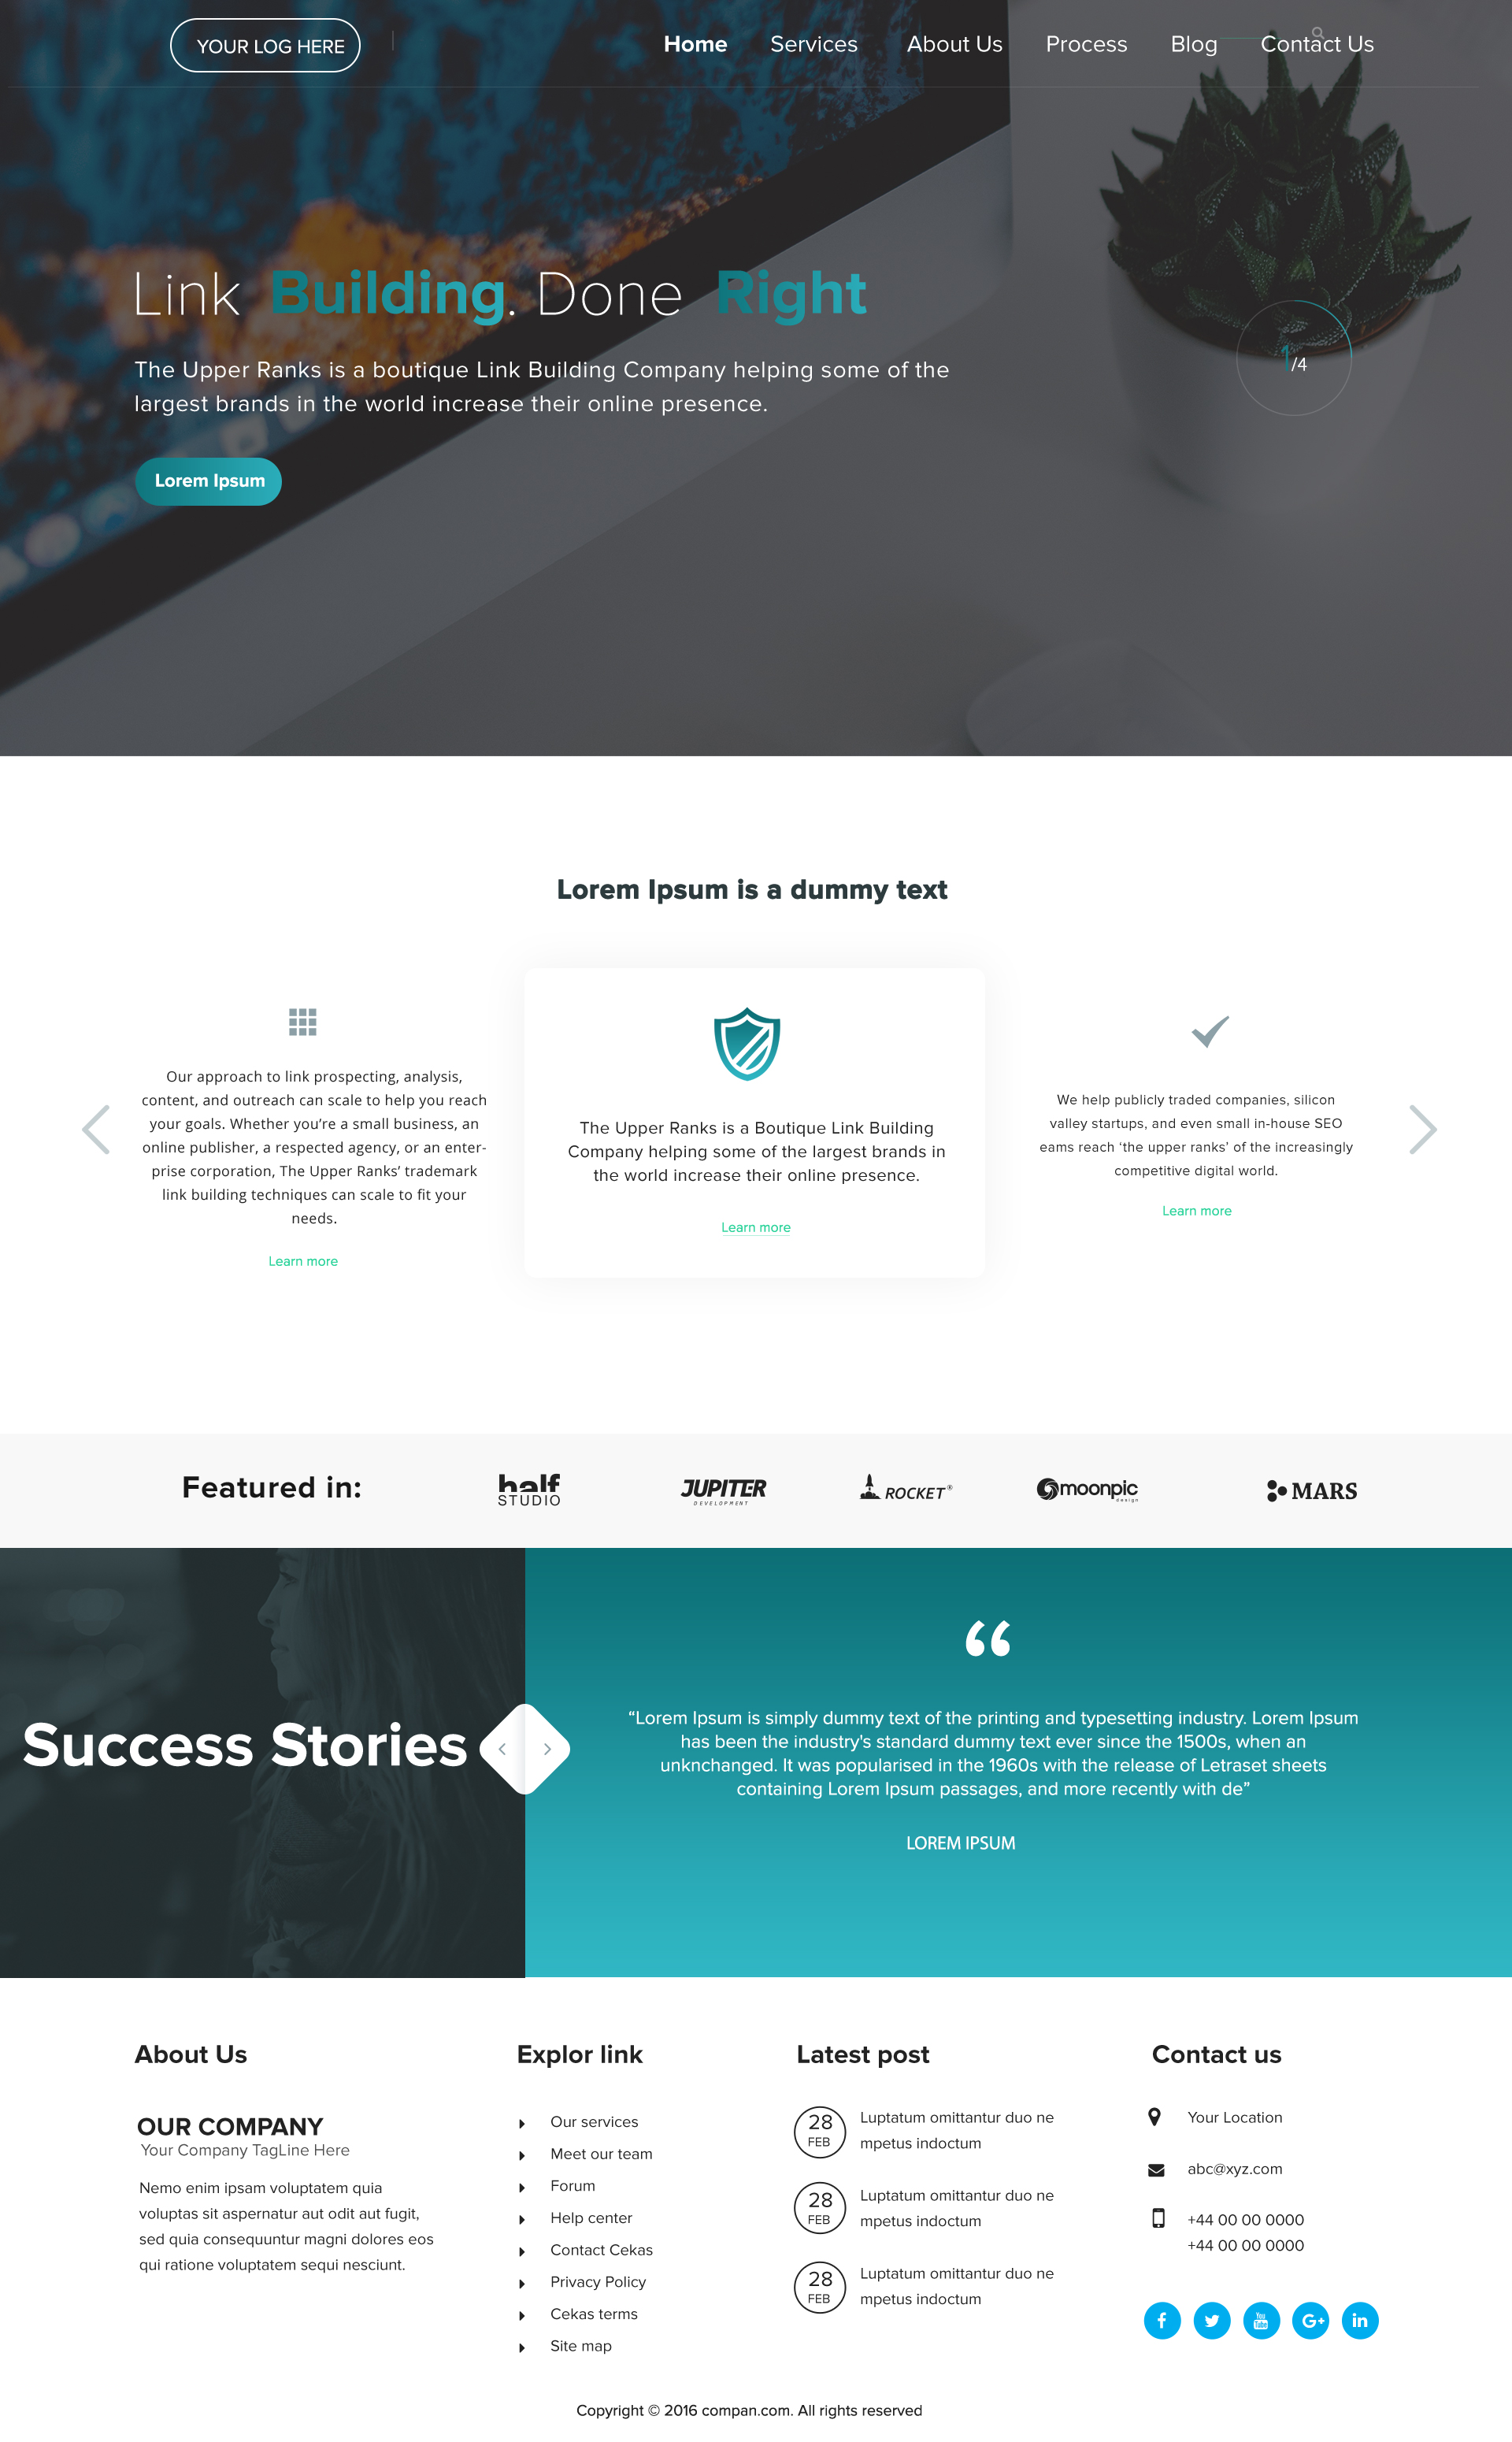 YOUR LOG HERE
Home Services About Us Process Blog Contact Us
Link Building. Done Right
The Upper Ranks is a boutique Link Building Company helping some of the
largest brands in the world increase their online presence.
1/4
Lorem Ipsum
Lorem Ipsum is a dummy text
Our approach to link prospecting, analysis,
content, and outreach can scale to help you reach
your goals. Whether you’re a small business, an
online publisher, a respected agency, or an enter-
prise corporation, The Upper Ranks’ trademark
link building techniques can scale to fit your
needs.
Learn more
The Upper Ranks is a Boutique Link Building
Company helping some of the largest brands in
the world increase their online presence.
Learn more
We help publicly traded companies, silicon
valley startups, and even small in-house SEO
eams reach ‘the upper ranks’ of the increasingly
competitive digital world.
Learn more
Featured in:
half
STUDIO
JUPITER
DEVELOPMENT
ROCKET®
moonpic
design
MARS
Success Stories
“
“Lorem Ipsum is simply dummy text of the printing and typesetting industry. Lorem Ipsum
has been the industry's standard dummy text ever since the 1500s, when an
unknchanged. It was popularised in the 1960s with the release of Letraset sheets
containing Lorem Ipsum passages, and more recently with de”
LOREM IPSUM
About Us
OUR COMPANY
Your Company TagLine Here
Nemo enim ipsam voluptatem quia
voluptas sit aspernatur aut odit aut fugit,
sed quia consequuntur magni dolores eos
qui ratione voluptatem sequi nesciunt.
Explor link
Our services
Meet our team
Forum
Help center
Contact Cekas
Privacy Policy
Cekas terms
Site map
Latest post
28
FEB
Luptatum omittantur duo ne
mpetus indoctum
28
FEB
Luptatum omittantur duo ne
mpetus indoctum
28
FEB
Luptatum omittantur duo ne
mpetus indoctum
Contact us
Your Location
abc@xyz.com
+44 00 00 0000
+44 00 00 0000
f
You
Tube
G+
in
Copyright © 2016 compan.com. All rights reserved